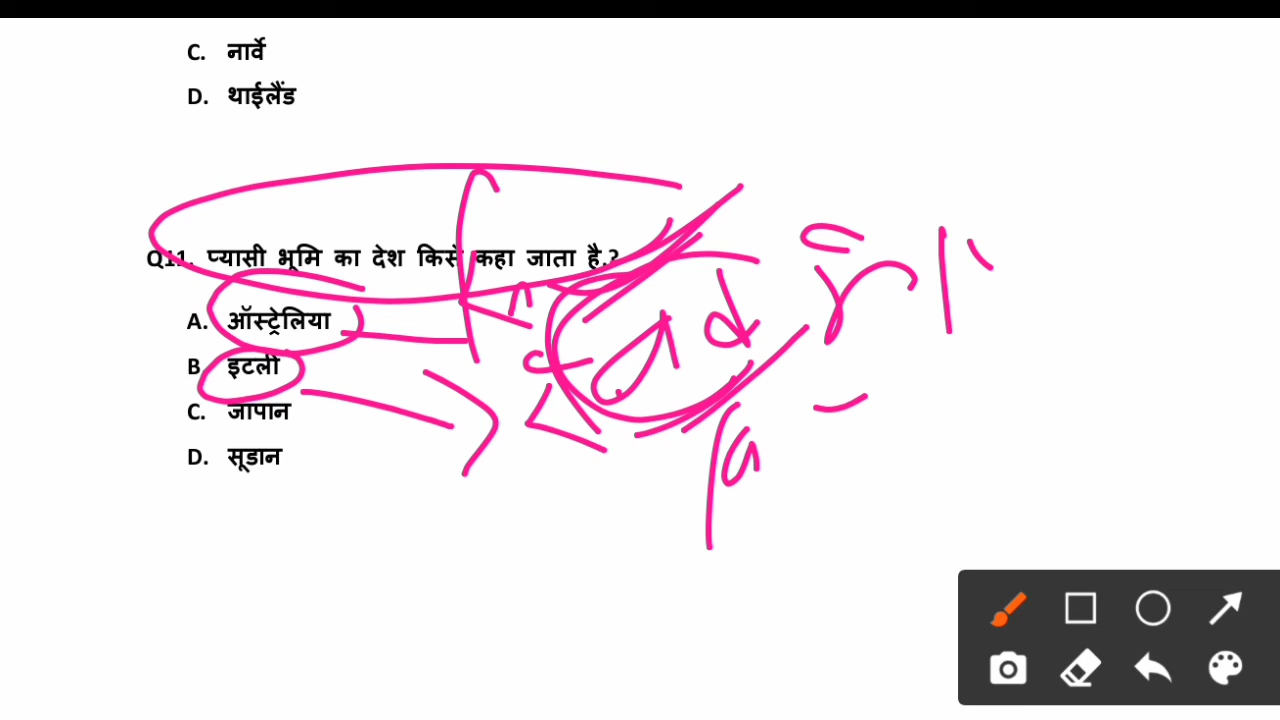 C. नार्वे
D. थाईलैंड
Q11. प्यासी भूमि का देश किसे कहा जाता है.?
A. ऑस्ट्रेलिया
B. इटली
C. जापान
D. सूडान